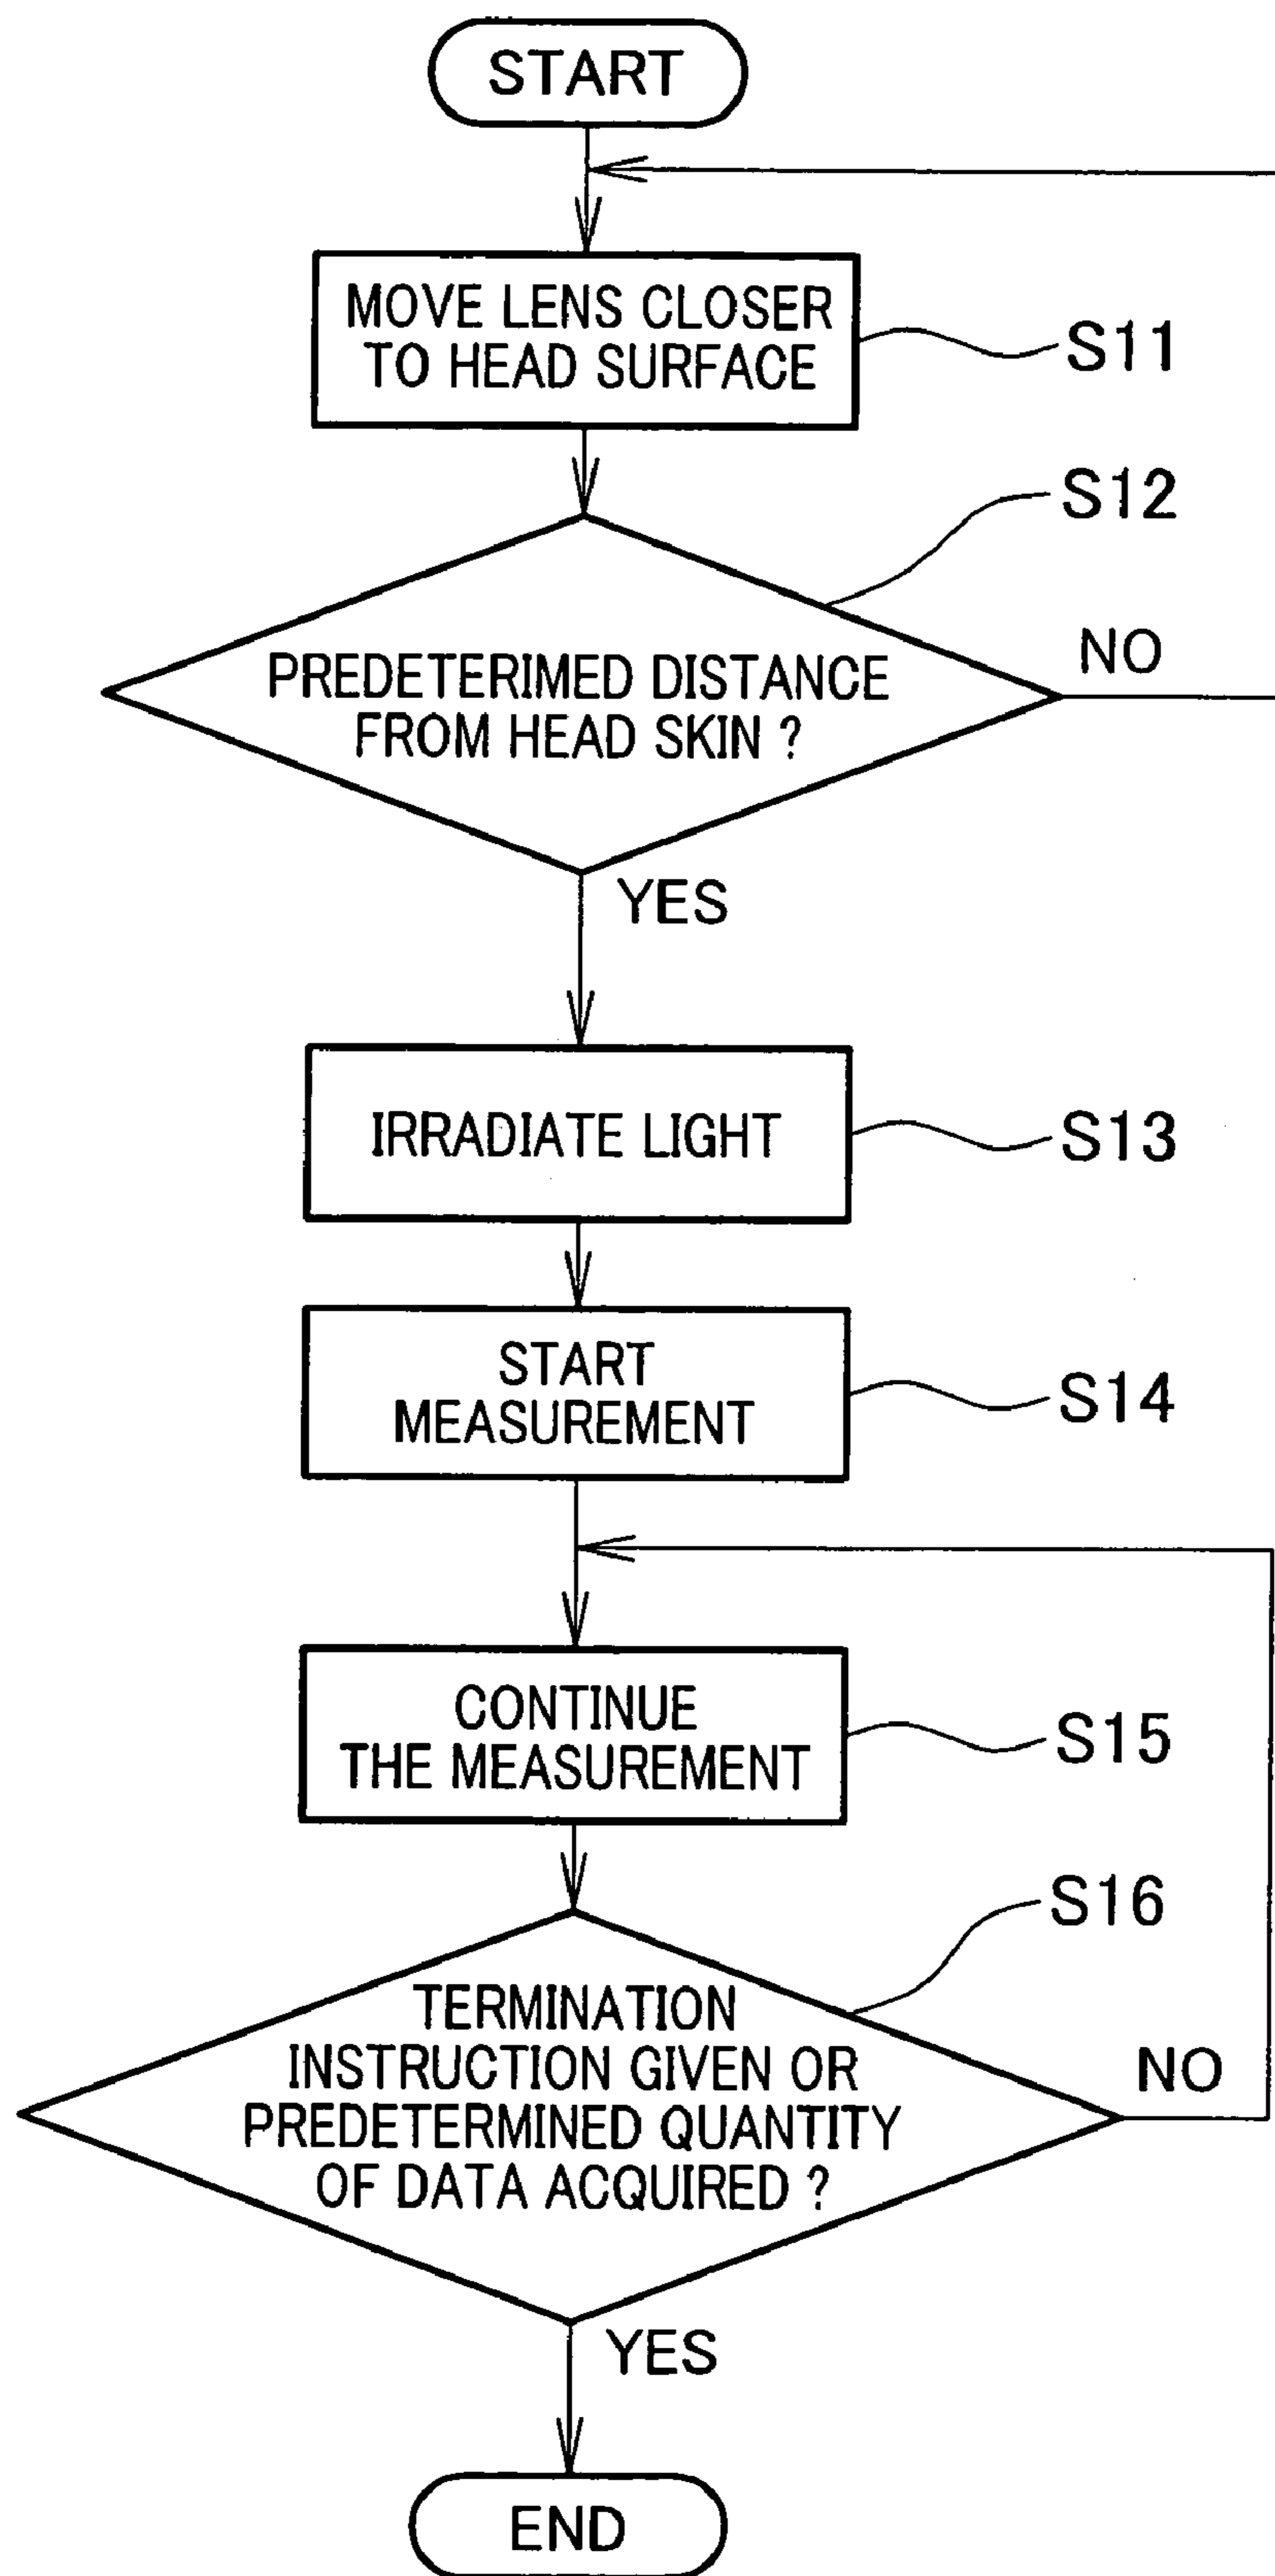 START
MOVE LENS CLOSER
TO HEAD SURFACE
S11
S12
PREDETERIMED DISTANCE
FROM HEAD SKIN ?
NO
YES
IRRADIATE LIGHT
S13
START
MEASUREMENT
S14
CONTINUE
THE MEASUREMENT
S15
S16
TERMINATION
INSTRUCTION GIVEN OR
PREDETERMINED QUANTITY
OF DATA ACQUIRED ?
NO
YES
END